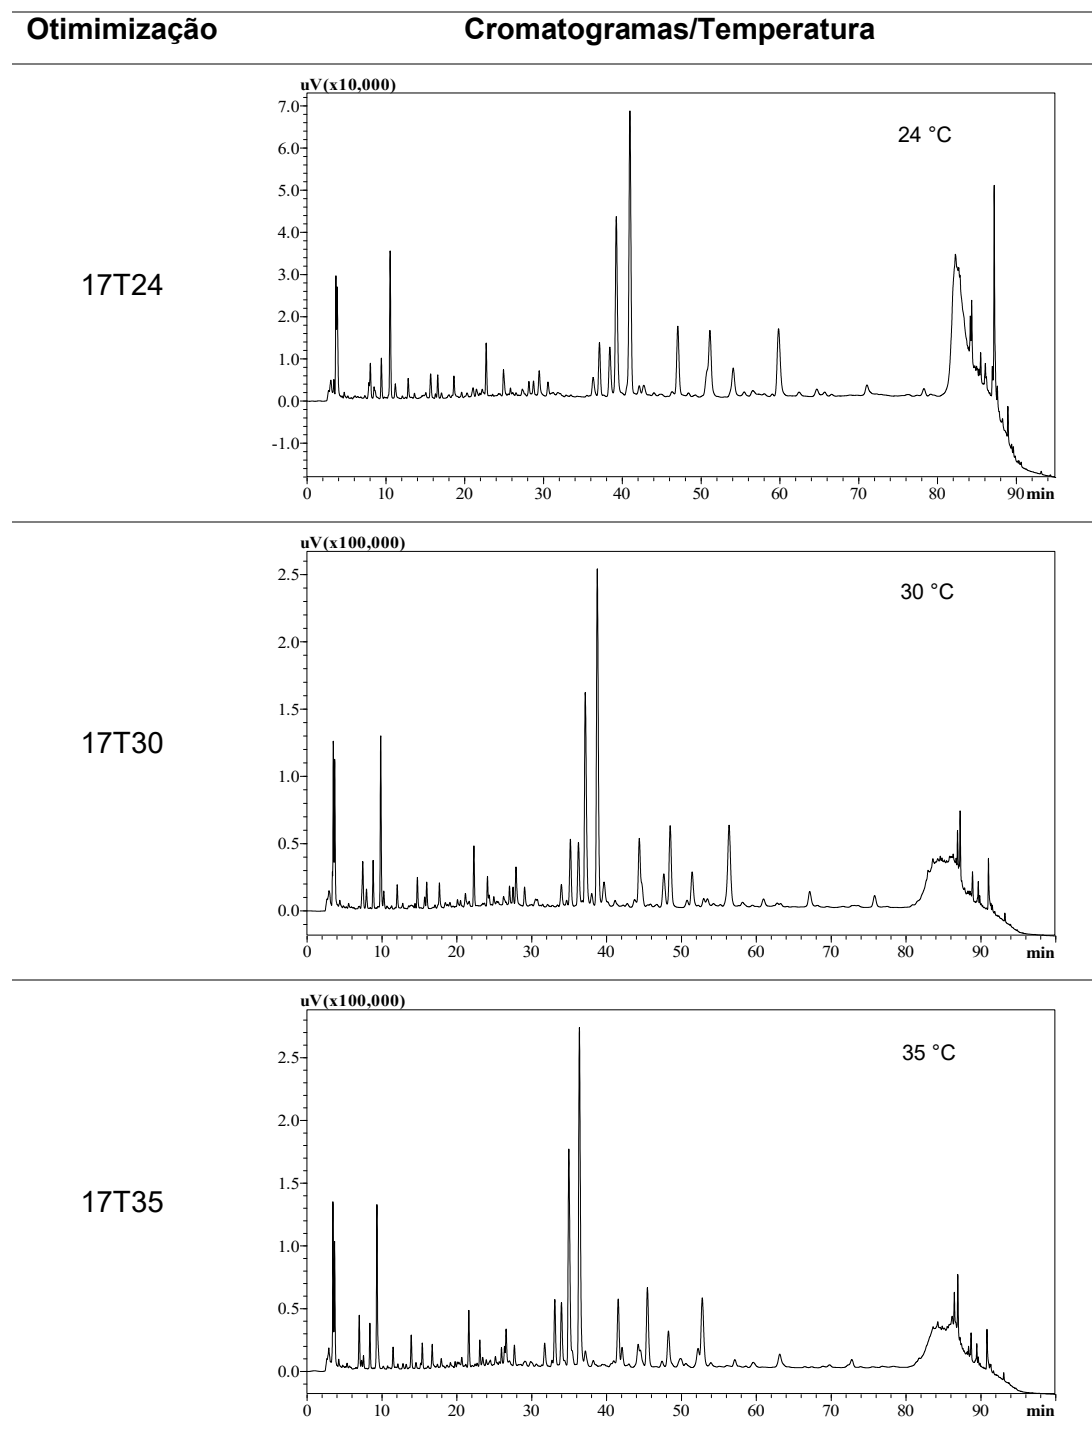 Otimimização Cromatogramas/Temperatura
uV(x10,000)
7.0
24 °C
6.0
5.0
4.0
17T24
3.0
2.0
1.0
0.0
-1.0
0 10 20 30 40 50 60 70 80 90 min
uV(x100,000)
2.5
30 °C
2.0
1.5
17T30
1.0
0.5
0.0
0 10 20 30 40 50 60 70 80 90 min
uV(x100,000)
2.5
35 °C
2.0
1.5
17T35
1.0
0.5
0.0
0 10 20 30 40 50 60 70 80 90 min